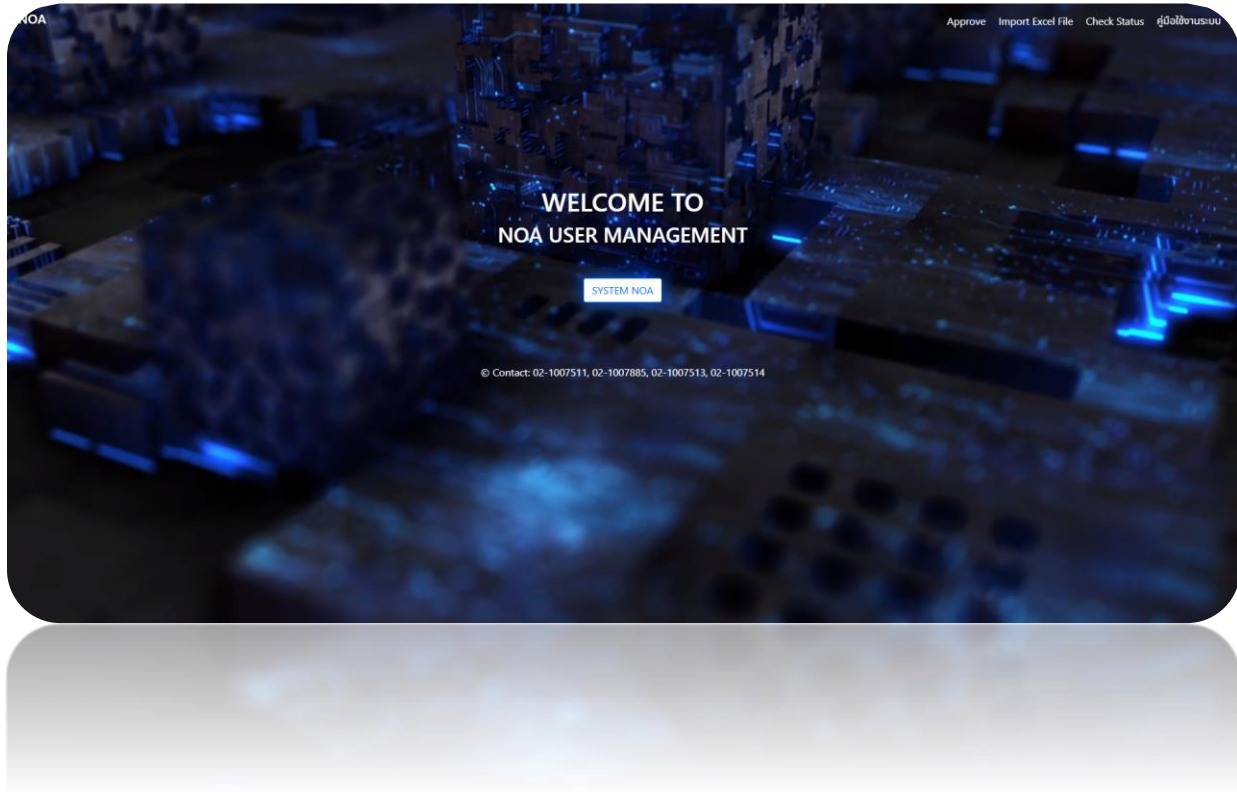 NOA
Approve Import Excel File Check Status คู่มือใช้งานระบบ
WELCOME TO
NOA USER MANAGEMENT
SYSTEM NOA
© Contact: 02-1007511, 02-1007885, 02-1007513, 02-1007514